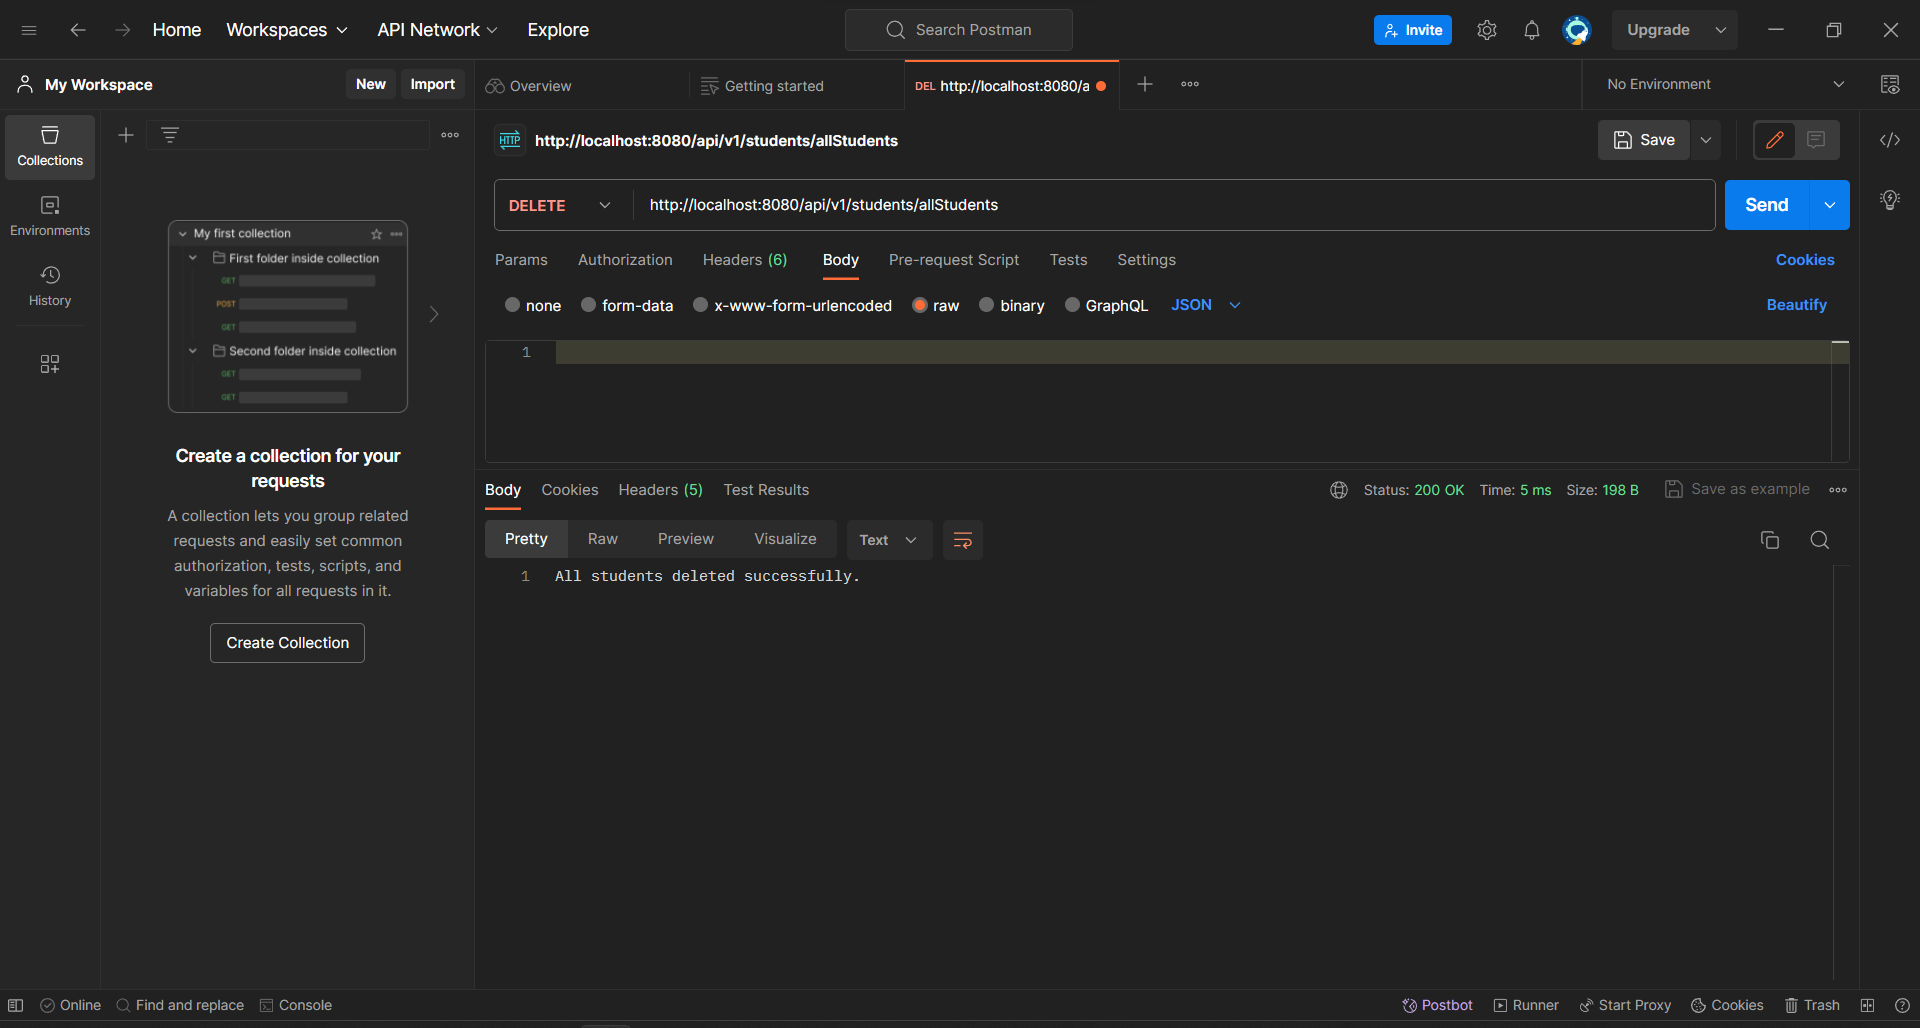 Home Workspaces API Network Explore
Search Postman
Invite Upgrade
My Workspace New Import
Overview Getting started DEL http://localhost:8080/a
No Environment
Collections
Environments
History
My first collection
First folder inside collection
GET
POST
GET
Second folder inside collection
GET
GET
Create a collection for your
requests
A collection lets you group related
requests and easily set common
authorization, tests, scripts, and
variables for all requests in it.
Create Collection
HTTP http://localhost:8080/api/v1/students/allStudents
Save
DELETE http://localhost:8080/api/v1/students/allStudents Send
Params Authorization Headers (6) Body Pre-request Script Tests Settings Cookies
none form-data x-www-form-urlencoded raw binary GraphQL JSON Beautify
1
Body Cookies Headers (5) Test Results Status: 200 OK Time: 5 ms Size: 198 B Save as example
Pretty Raw Preview Visualize Text
1 All students deleted successfully.
Online Find and replace Console Postbot Runner Start Proxy Cookies Trash